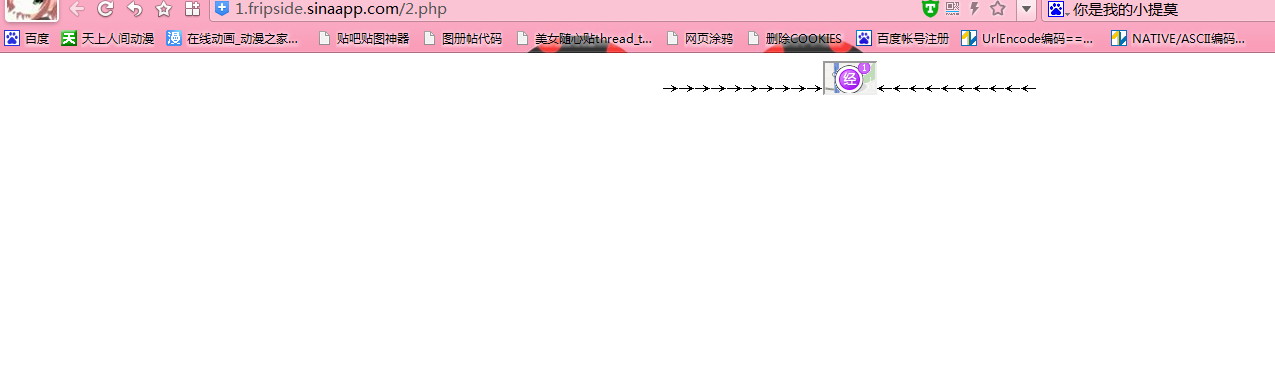 1.fripside.sinaapp.com/2.php 你是我的小提莫
百度 天 天上人间动漫 漫 在线动画_动漫之家... 贴吧贴图神器 图册帖代码 美女随心贴thread_t... 网页涂鸦 删除COOKIES 百度帐号注册 UrlEncode编码==... NATIVE/ASCII编码...
→→→→→→→→→→ 经 1 ←←←←←←←←←←